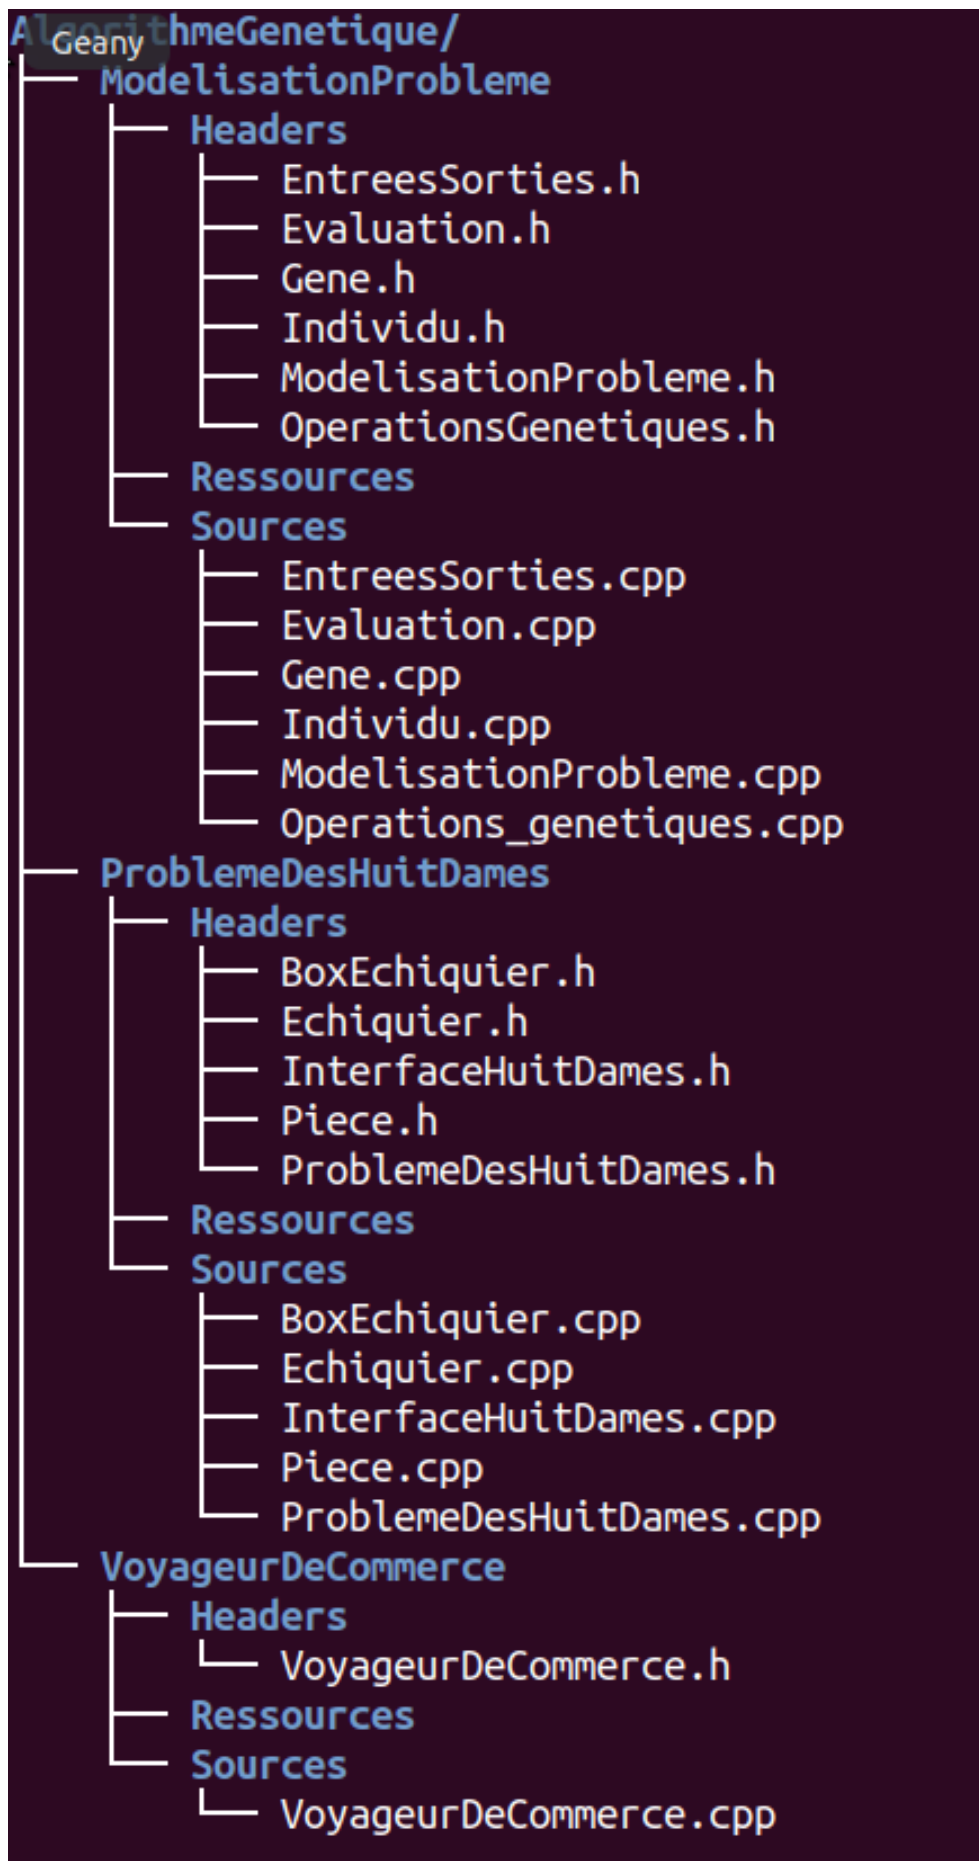 AlgorithmeGenetique/
Geany
ModelisationProbleme
Headers
EntreesSorties.h
Evaluation.h
Gene.h
Individu.h
ModelisationProbleme.h
OperationsGenetiques.h
Ressources
Sources
EntreesSorties.cpp
Evaluation.cpp
Gene.cpp
Individu.cpp
ModelisationProbleme.cpp
Operations_genetiques.cpp
ProblemeDesHuitDames
Headers
BoxEchiquier.h
Echiquier.h
InterfaceHuitDames.h
Piece.h
ProblemeDesHuitDames.h
Ressources
Sources
BoxEchiquier.cpp
Echiquier.cpp
InterfaceHuitDames.cpp
Piece.cpp
ProblemeDesHuitDames.cpp
VoyageurDeCommerce
Headers
VoyageurDeCommerce.h
Ressources
Sources
VoyageurDeCommerce.cpp